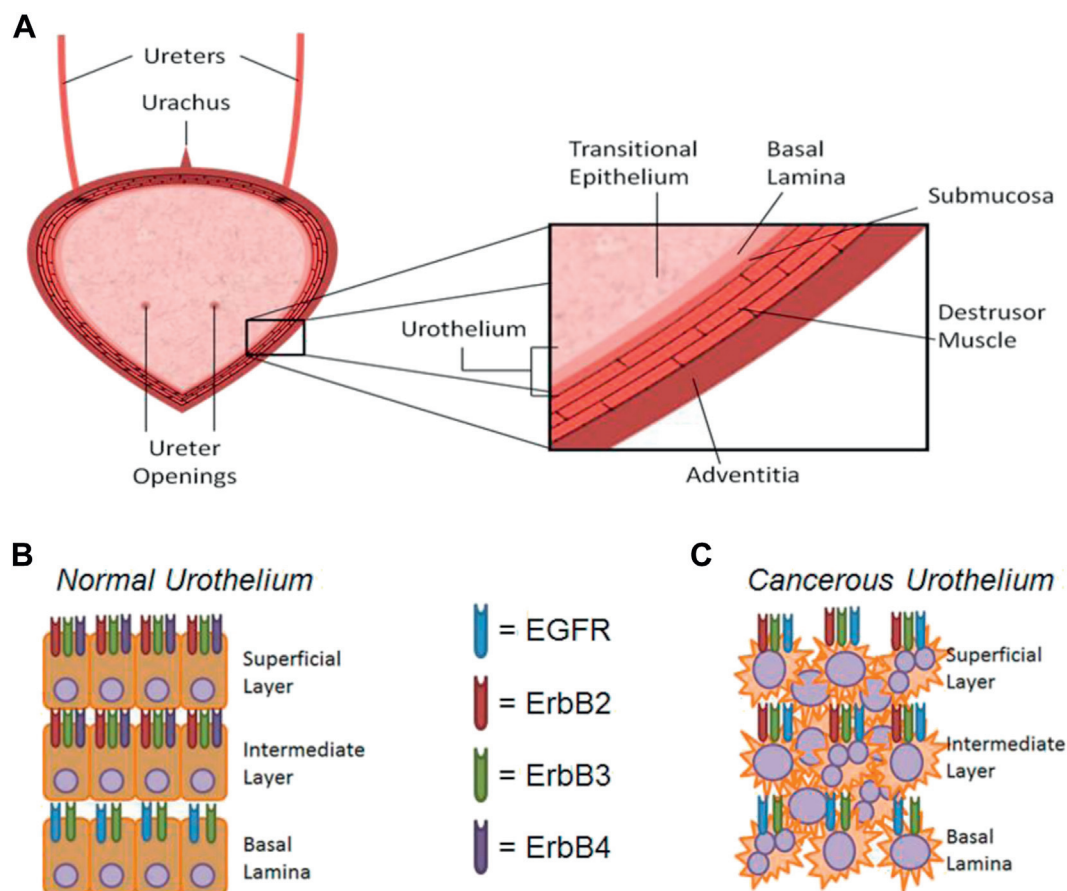 A
Ureters
Urachus
Transitional
Epithelium
Basal
Lamina
Submucosa
Urothelium
Destrusor
Muscle
Ureter
Openings
Adventitia
B
Normal Urothelium
Superficial
Layer
Intermediate
Layer
Basal
Lamina
= EGFR
= ErbB2
= ErbB3
= ErbB4
C
Cancerous Urothelium
Superficial
Layer
Intermediate
Layer
Basal
Lamina